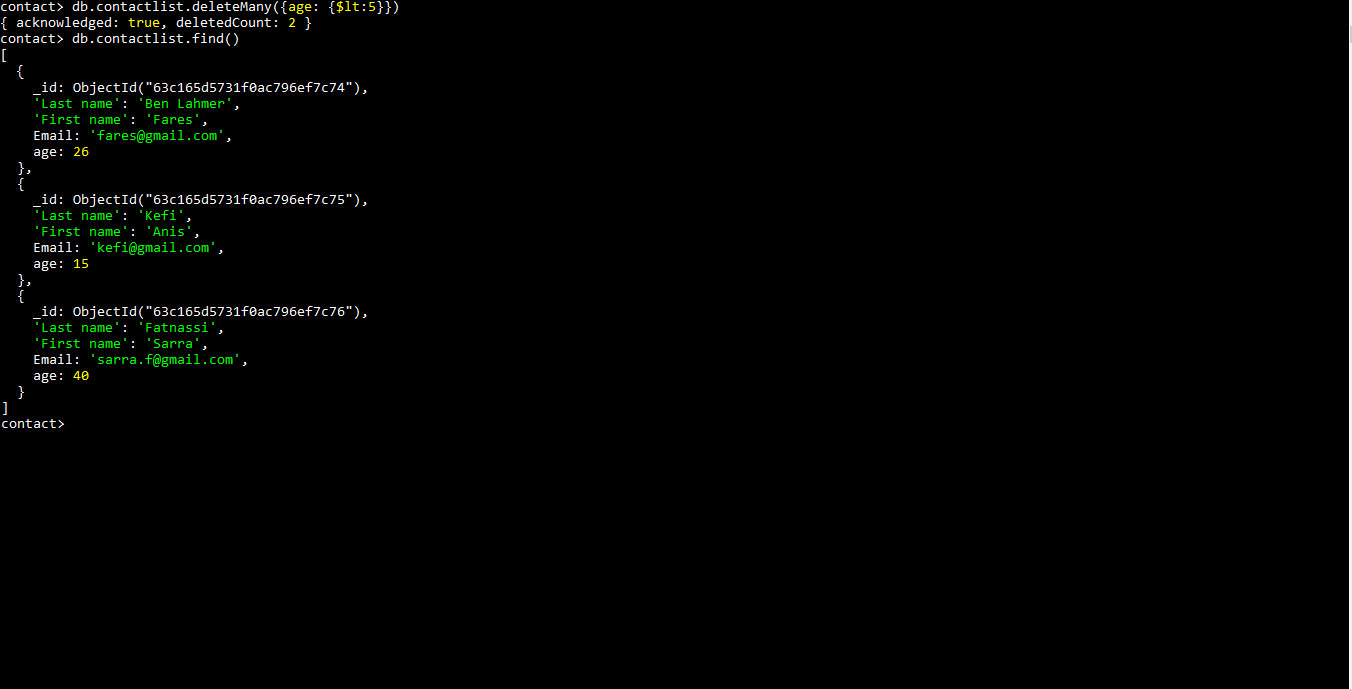 contact> db.contactlist.deleteMany({age: {$lt:5}})
{ acknowledged: true, deletedCount: 2 }
contact> db.contactlist.find()
[
  {
    _id: ObjectId("63c165d5731f0ac796ef7c74"),
    'Last name': 'Ben Lahmer',
    'First name': 'Fares',
    Email: 'fares@gmail.com',
    age: 26
  },
  {
    _id: ObjectId("63c165d5731f0ac796ef7c75"),
    'Last name': 'Kefi',
    'First name': 'Anis',
    Email: 'kefi@gmail.com',
    age: 15
  },
  {
    _id: ObjectId("63c165d5731f0ac796ef7c76"),
    'Last name': 'Fatnassi',
    'First name': 'Sarra',
    Email: 'sarra.f@gmail.com',
    age: 40
  }
]
contact>